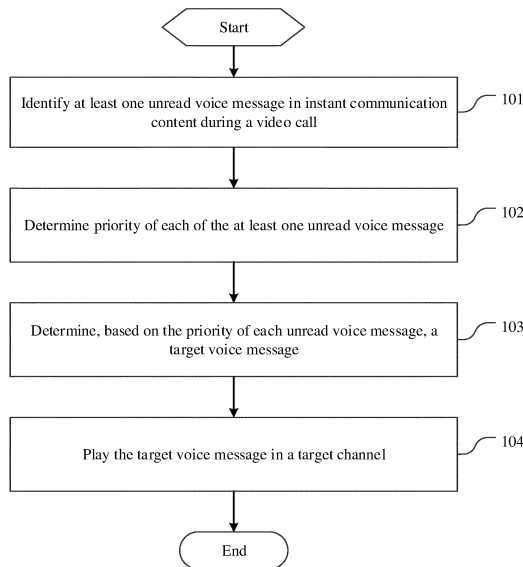 Start
Identify at least one unread voice message in instant communication
content during a video call
101
Determine priority of each of the at least one unread voice message
102
Determine, based on the priority of each unread voice message, a
target voice message
103
Play the target voice message in a target channel
104
End